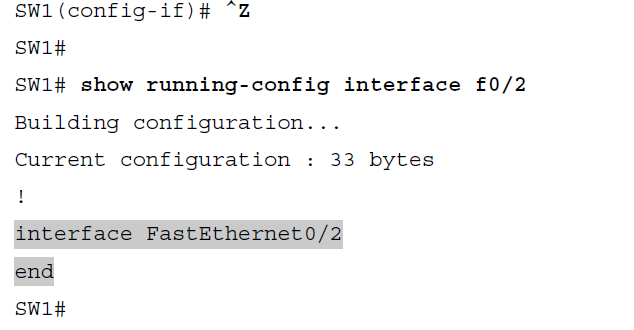 SW1(config-if)# ^Z
SW1#
SW1# show running-config interface f0/2
Building configuration...
Current configuration : 33 bytes
!
interface FastEthernet0/2
end
SW1#